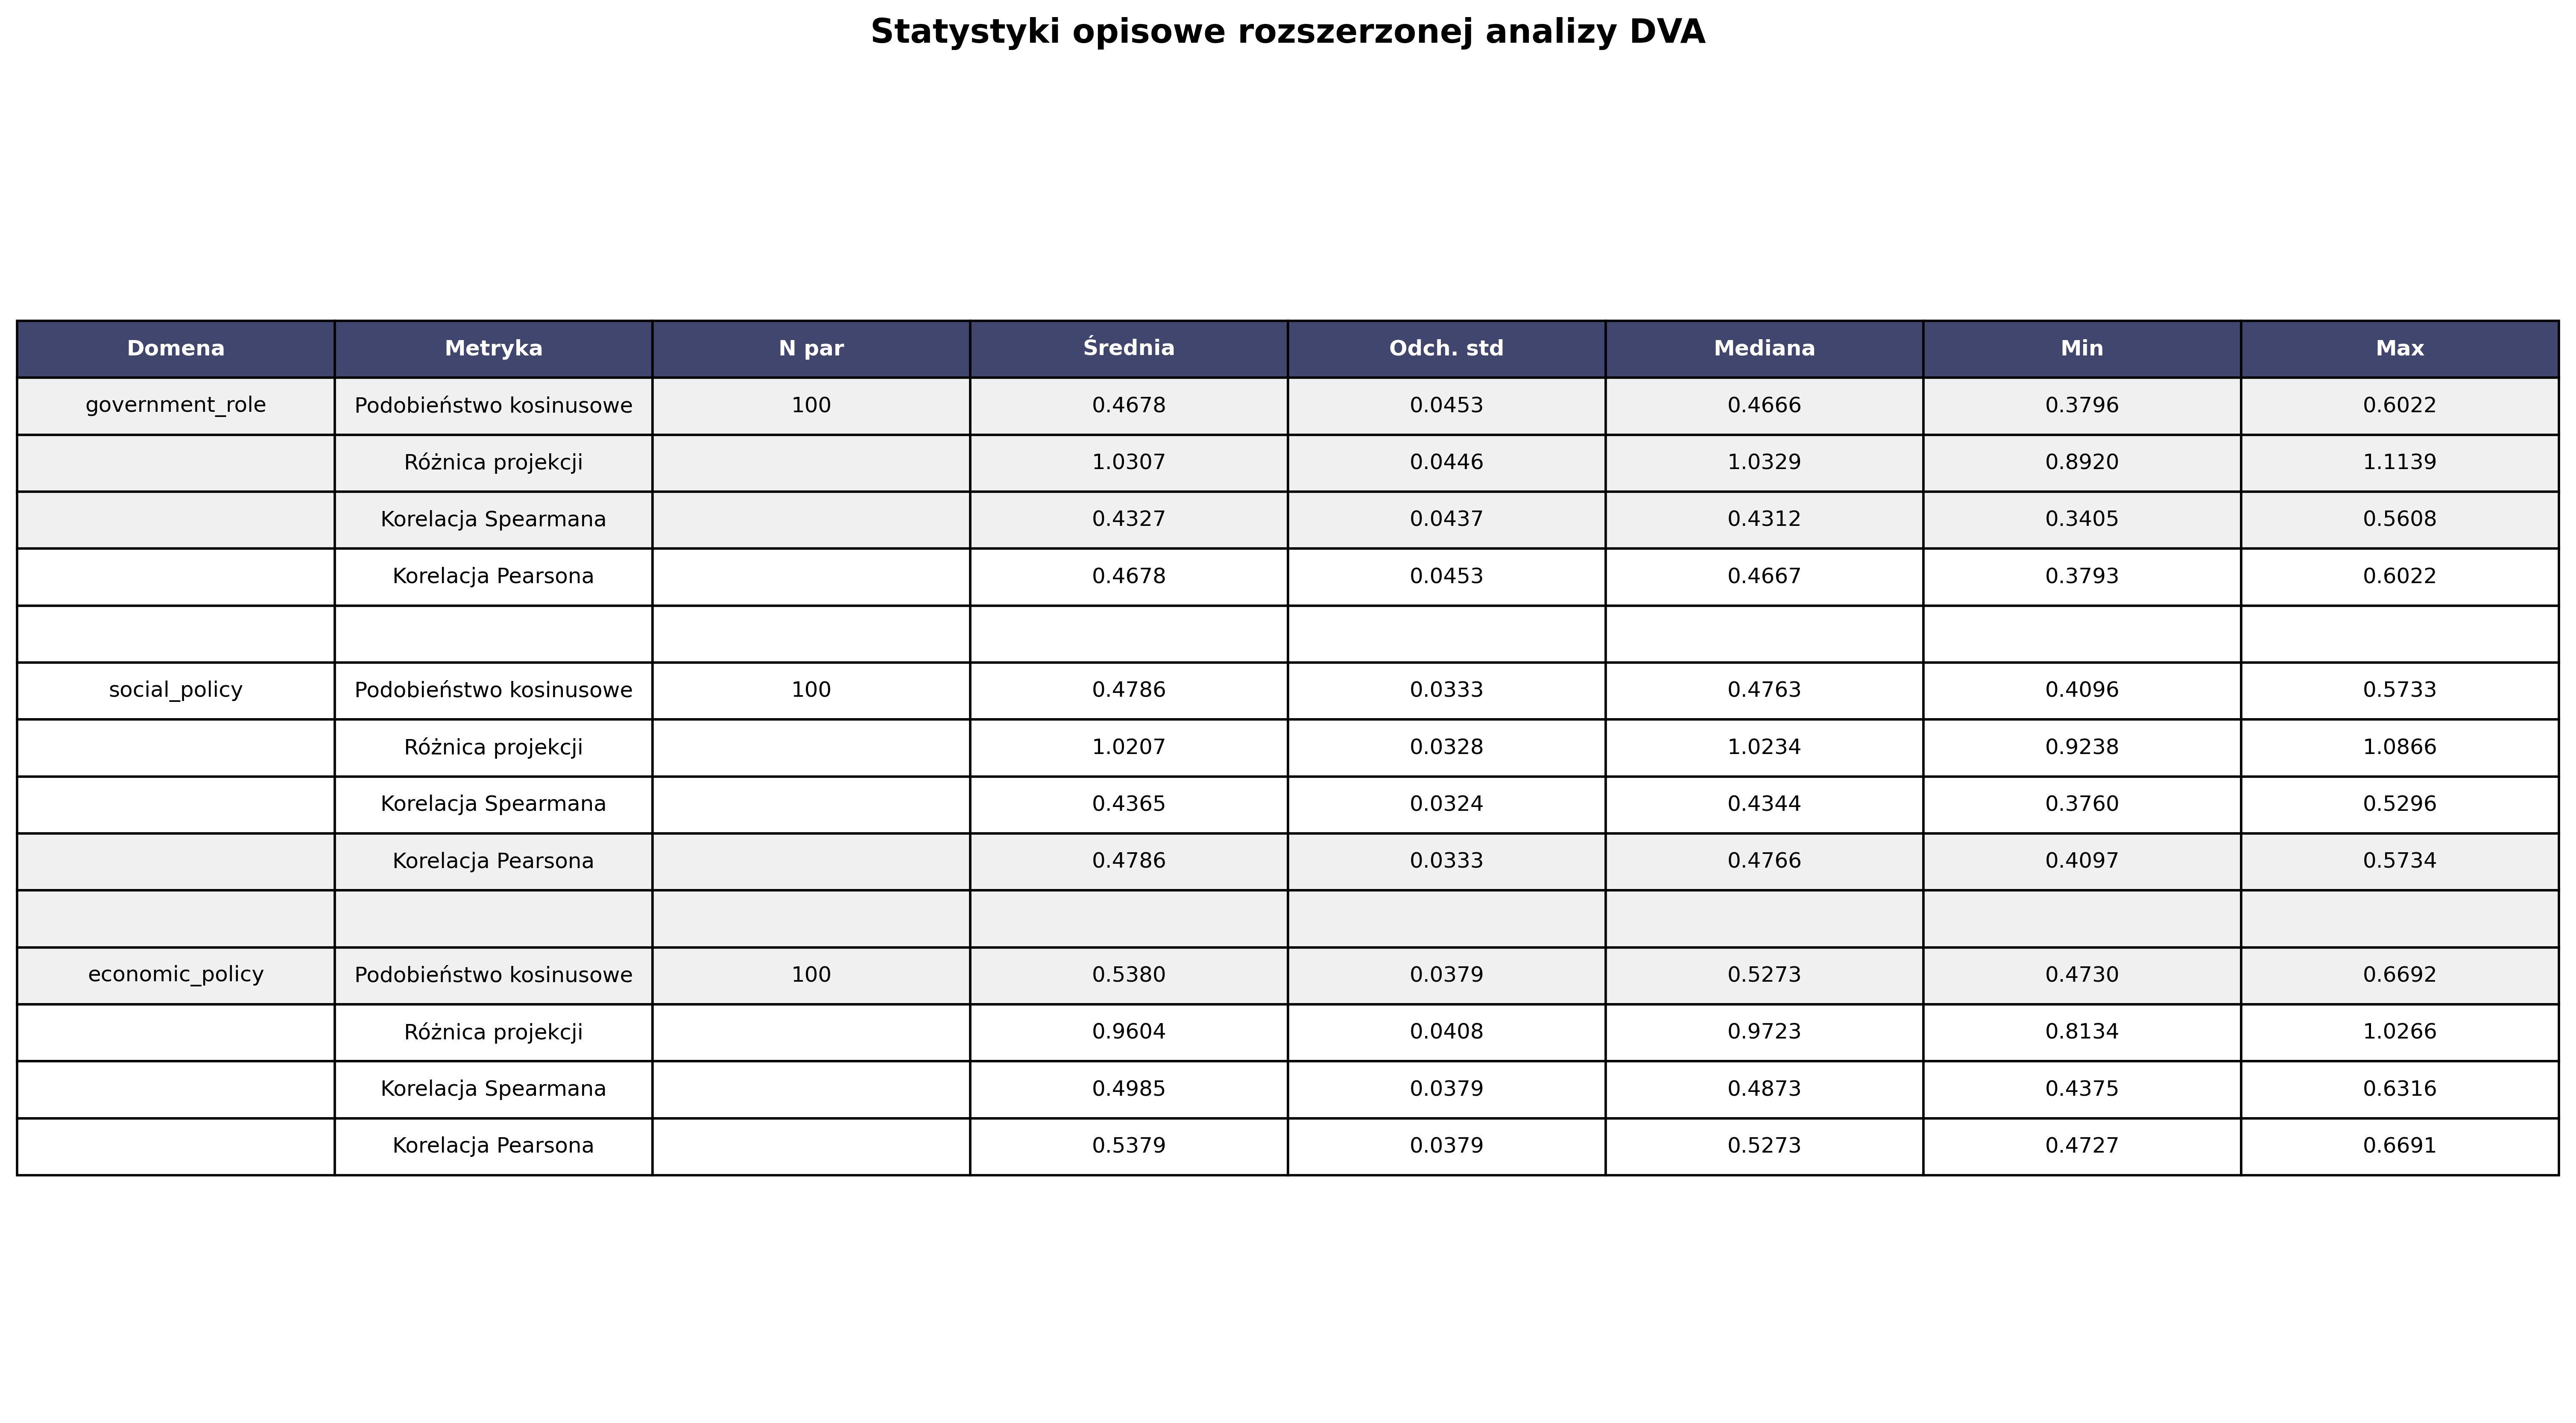 Statystyki opisowe rozszerzonej analizy DVA
Domena Metryka N par Średnia Odch. std Mediana Min Max
government_role Podobieństwo kosinusowe 100 0.4678 0.0453 0.4666 0.3796 0.6022
Różnica projekcji 1.0307 0.0446 1.0329 0.8920 1.1139
Korelacja Spearmana 0.4327 0.0437 0.4312 0.3405 0.5608
Korelacja Pearsona 0.4678 0.0453 0.4667 0.3793 0.6022
social_policy Podobieństwo kosinusowe 100 0.4786 0.0333 0.4763 0.4096 0.5733
Różnica projekcji 1.0207 0.0328 1.0234 0.9238 1.0866
Korelacja Spearmana 0.4365 0.0324 0.4344 0.3760 0.5296
Korelacja Pearsona 0.4786 0.0333 0.4766 0.4097 0.5734
economic_policy Podobieństwo kosinusowe 100 0.5380 0.0379 0.5273 0.4730 0.6692
Różnica projekcji 0.9604 0.0408 0.9723 0.8134 1.0266
Korelacja Spearmana 0.4985 0.0379 0.4873 0.4375 0.6316
Korelacja Pearsona 0.5379 0.0379 0.5273 0.4727 0.6691